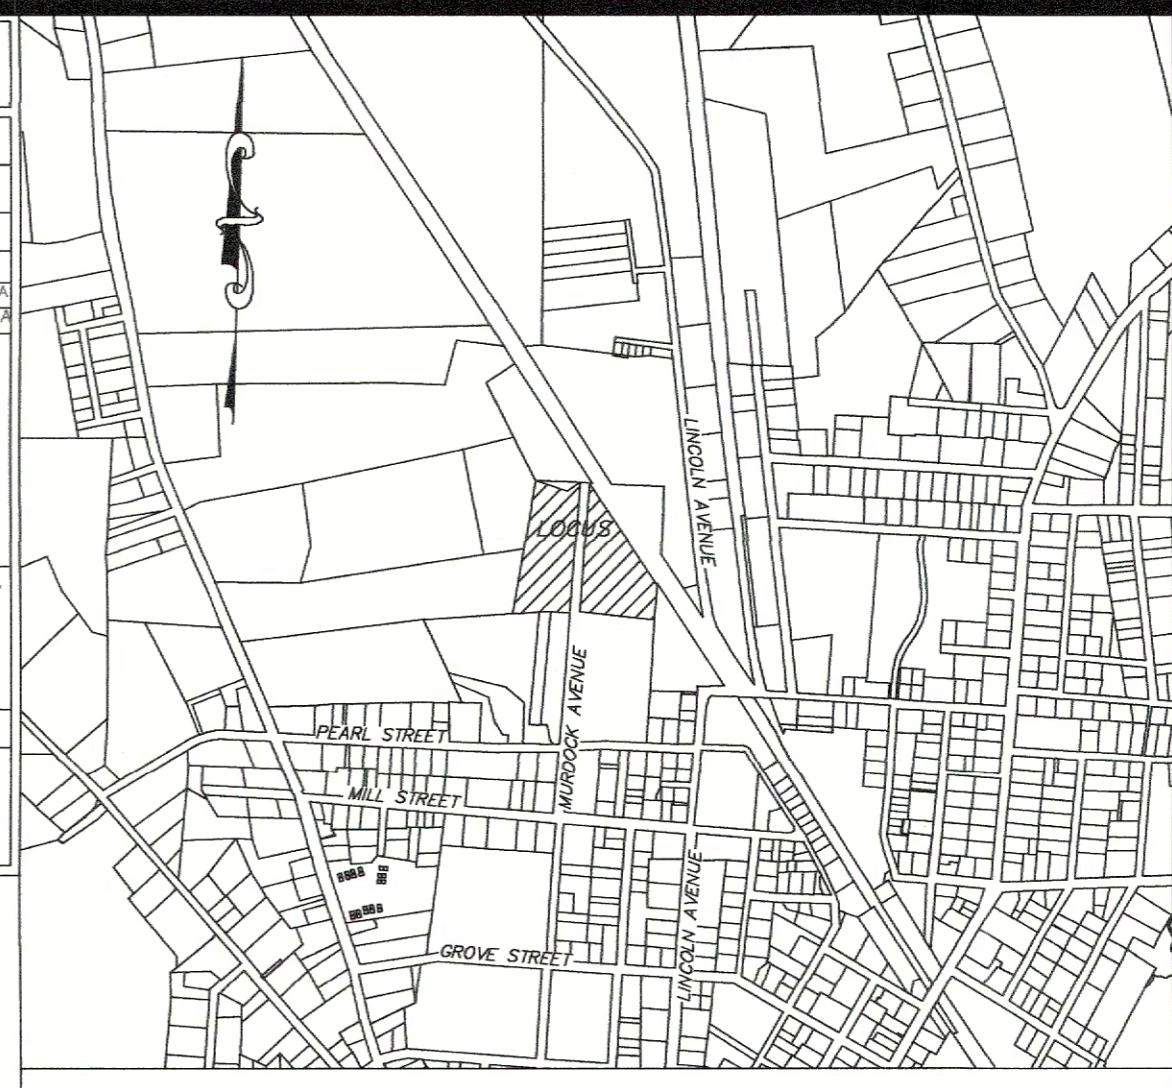 A
A
LINCOLN AVENUE
LOCUS
MURDOCK AVENUE
PEARL STREET
MILL STREET
LINCOLN AVENUE
GROVE STREET